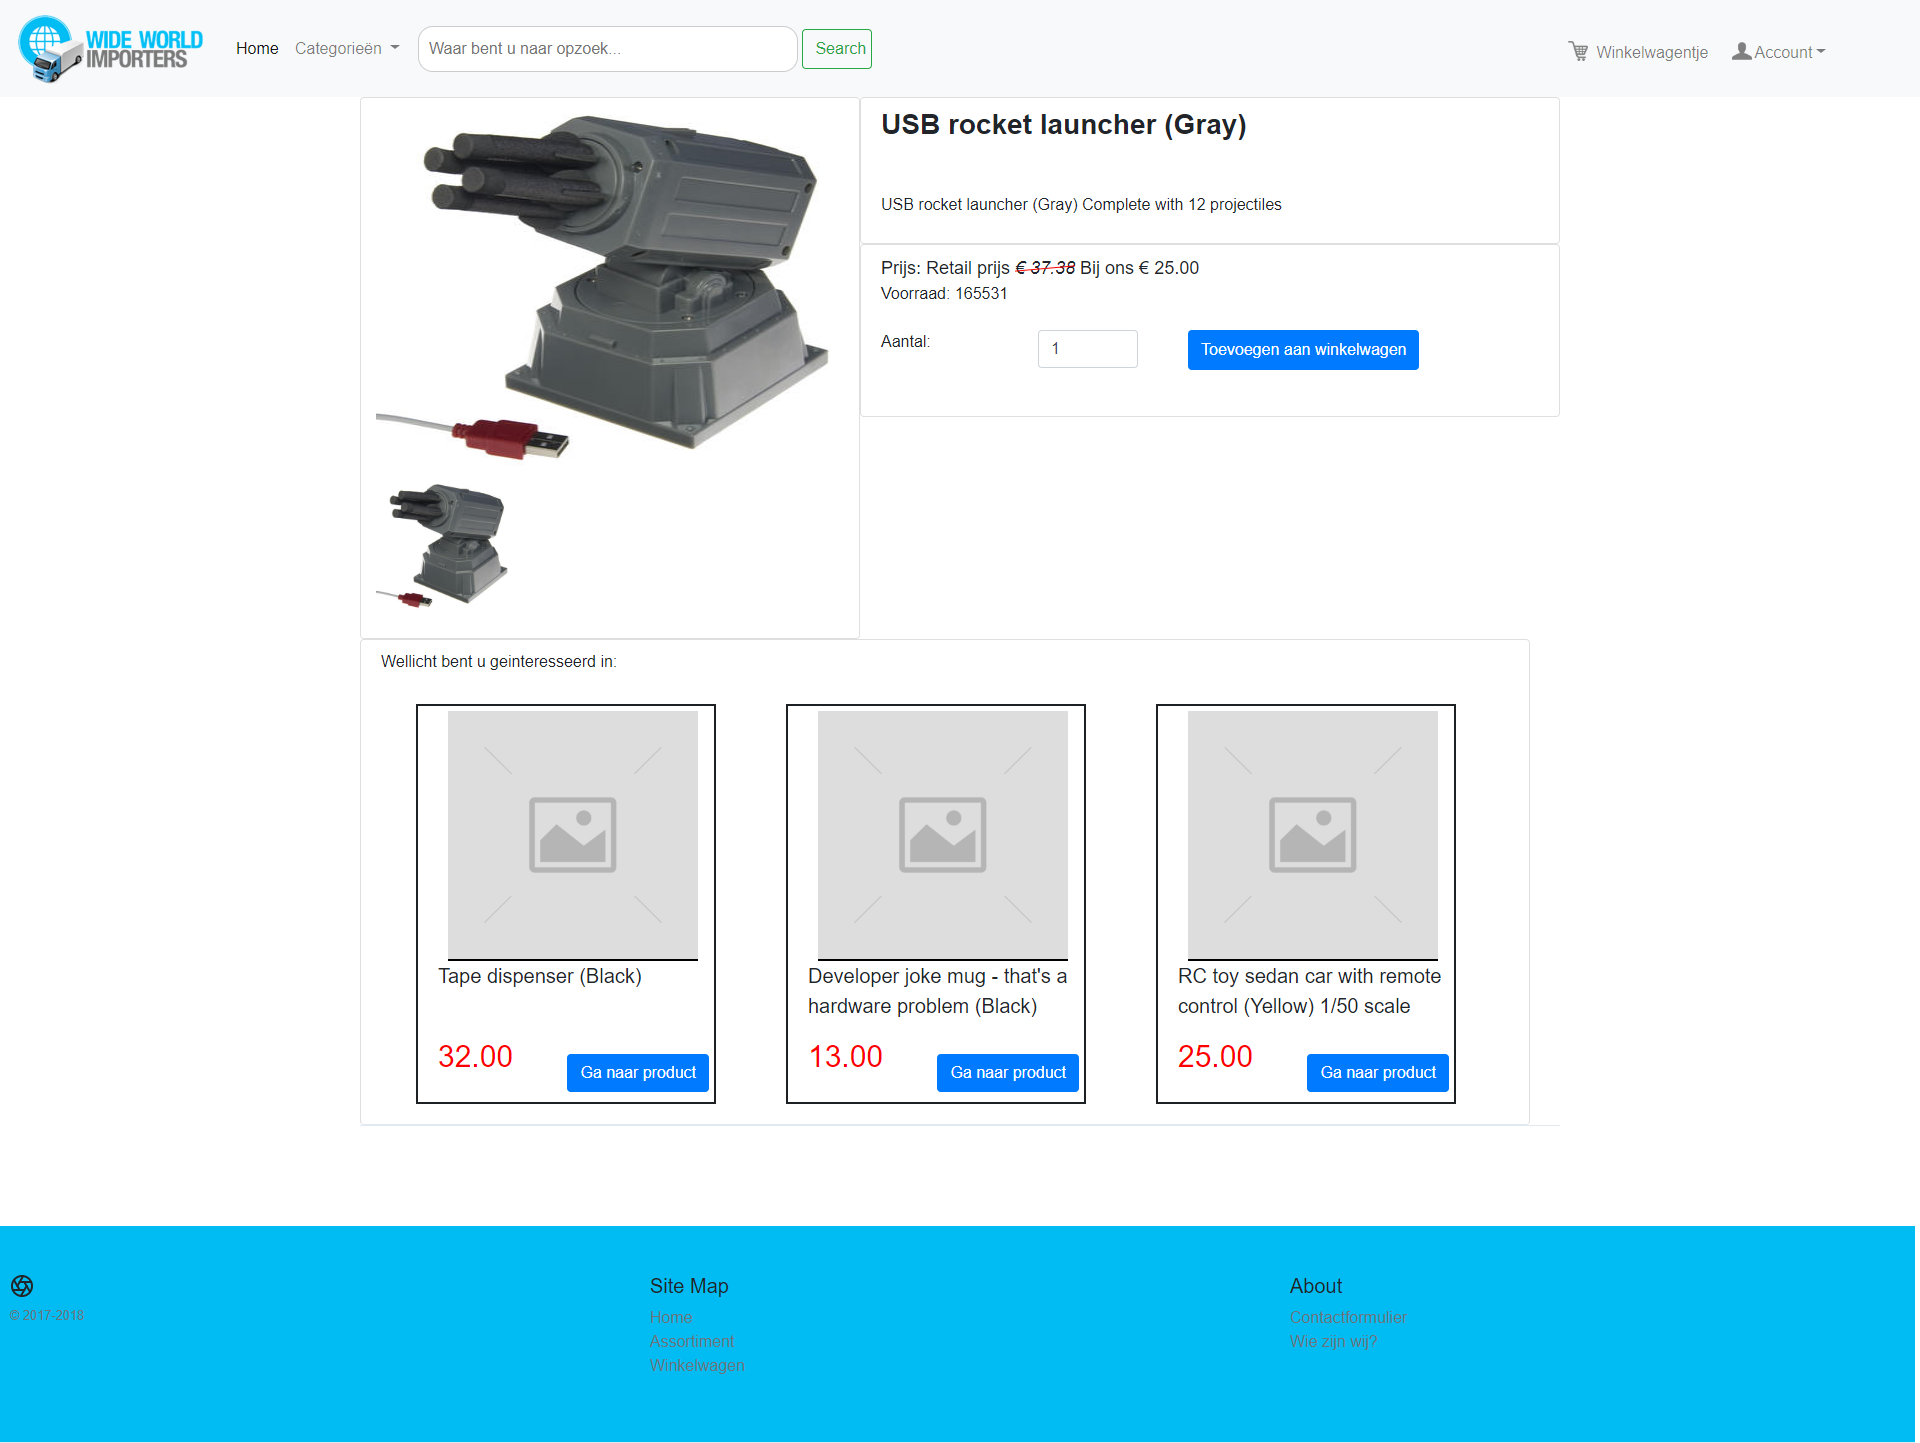 WIDE WORLD
IMPORTERS
Home
Categorieën
Waar bent u naar opzoek...
Search
Winkelwagentje
Account
USB rocket launcher (Gray)
USB rocket launcher (Gray) Complete with 12 projectiles
Prijs: Retail prijs € 37.38 Bij ons € 25.00
Voorraad: 165531
Aantal:
1
Toevoegen aan winkelwagen
Wellicht bent u geinteresseerd in:
Tape dispenser (Black)
32.00
Ga naar product
Developer joke mug - that's a
hardware problem (Black)
13.00
Ga naar product
RC toy sedan car with remote
control (Yellow) 1/50 scale
25.00
Ga naar product
© 2017-2018
Site Map
Home
Assortiment
Winkelwagen
About
Contactformulier
Wie zijn wij?